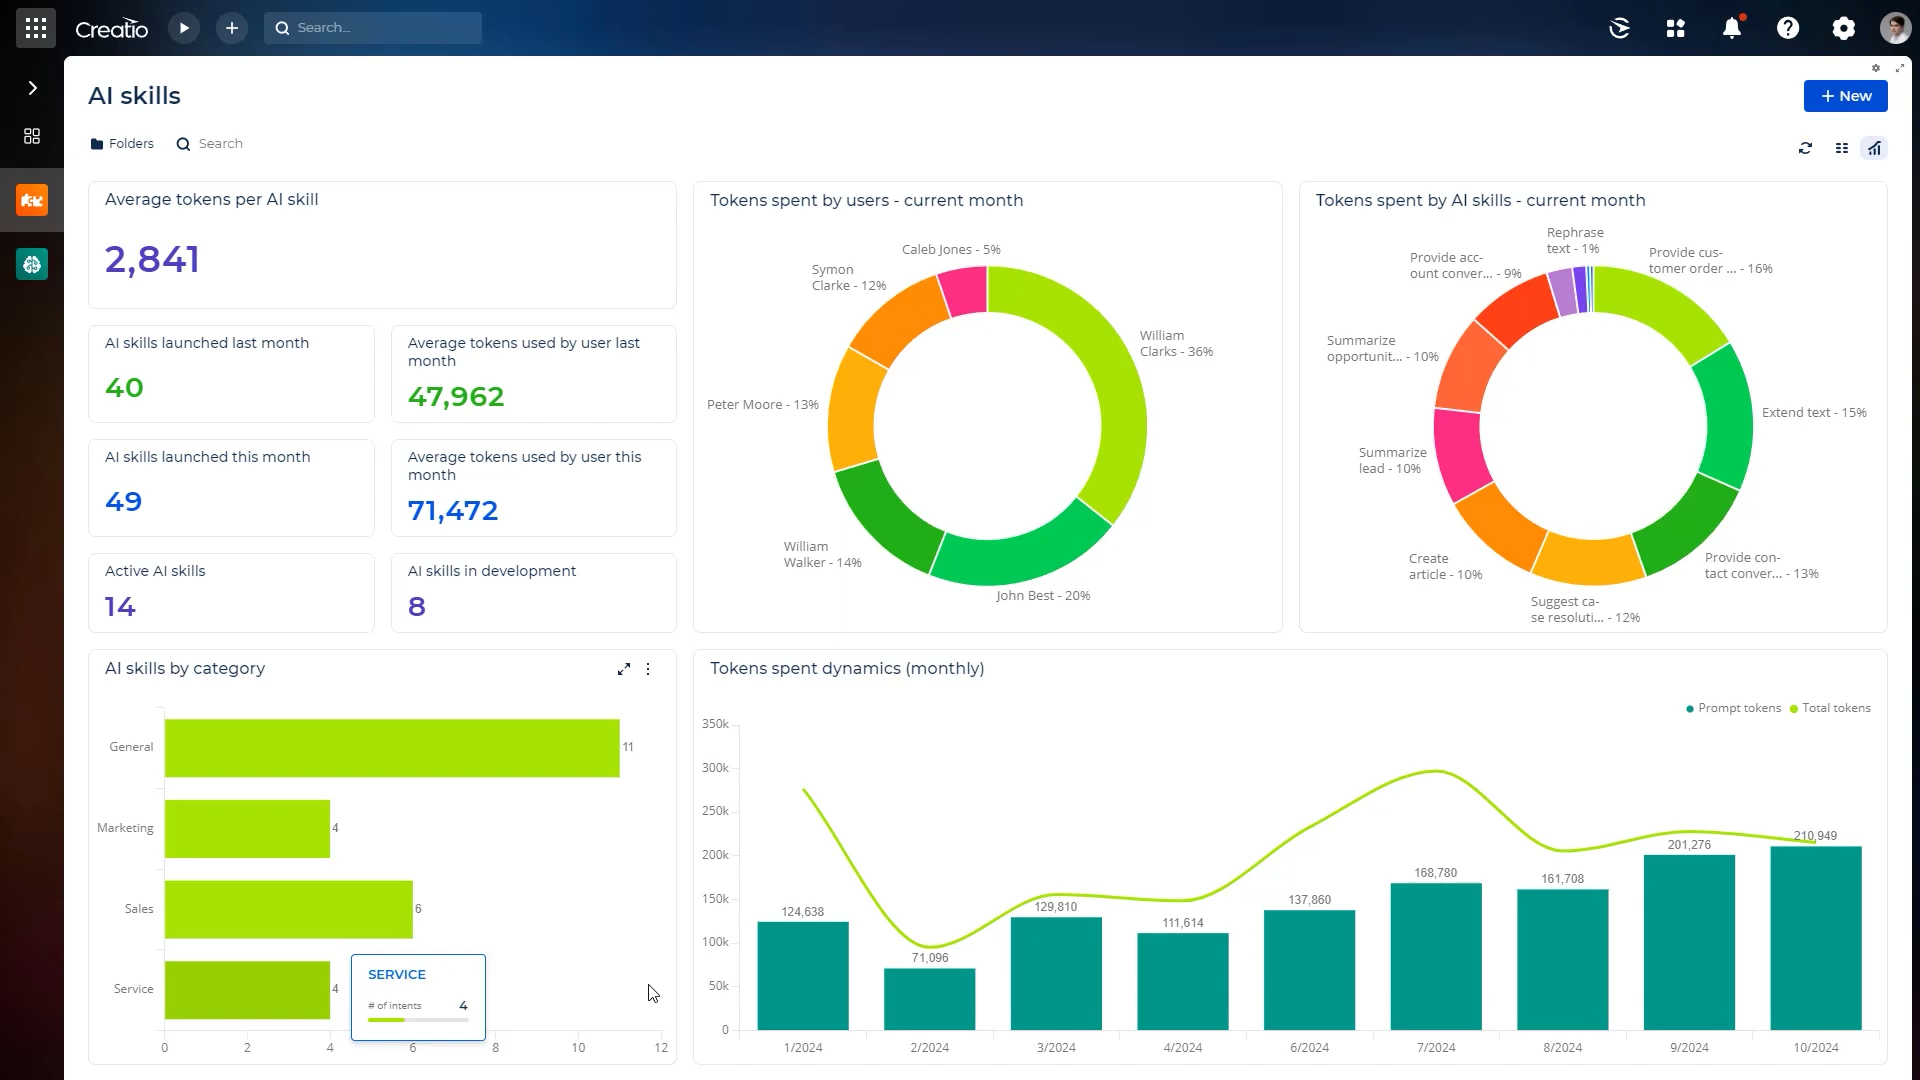 Creatio
Search...
AI skills
New
Folders
Search
Average tokens per AI skill
2,841
AI skills launched last month
40
Average tokens used by user last
month
47,962
AI skills launched this month
49
Average tokens used by user this
month
71,472
Active AI skills
14
AI skills in development
8
Tokens spent by users - current month
Caleb Jones - 5%
Symon
Clarke - 12%
William
Clarks - 36%
Peter Moore - 13%
William
Walker - 14%
John Best - 20%
Tokens spent by AI skills - current month
Rephrase
text - 1%
Provide acc-
ount conver... - 9%
Provide cus-
tomer order ... - 16%
Summarize
opportunit... - 10%
Extend text - 15%
Summarize
lead - 10%
Create
article - 10%
Provide con-
tact conver... - 13%
Suggest ca-
se resoluti... - 12%
AI skills by category
General
11
Marketing
4
Sales
6
Service
4
SERVICE
# of intents 4
0 2 4 6 8 10 12
Tokens spent dynamics (monthly)
Prompt tokens Total tokens
350k
300k
250k
200k
150k
100k
50k
0
124,638
71,096
129,810
111,614
137,860
168,780
161,708
201,276
210,949
1/2024 2/2024 3/2024 4/2024 6/2024 7/2024 8/2024 9/2024 10/2024